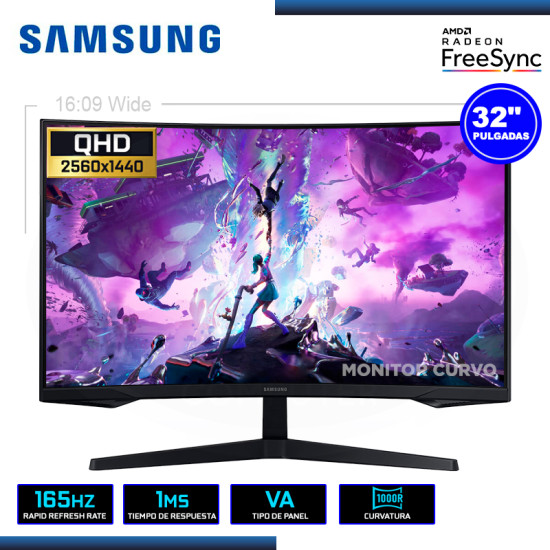 SAMSUNG
AMD
RADEON
FreeSync
16:09 Wide
32"
PULGADAS
QHD
2560x1440
MONITOR CURVO
SAMSUNG
165HZ
RAPID REFRESH RATE
1MS
TIEMPO DE RESPUESTA
VA
TIPO DE PANEL
1000R
CURVATURA